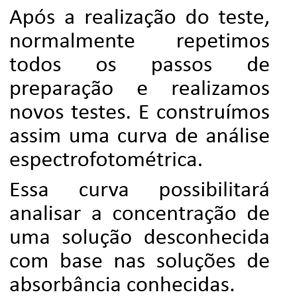 Após a realização do teste,
normalmente repetimos
todos os passos de
preparação e realizamos
novos testes. E construímos
assim uma curva de análise
espectrofotométrica.
Essa curva possibilitará
analisar a concentração de
uma solução desconhecida
com base nas soluções de
absorbância conhecidas.